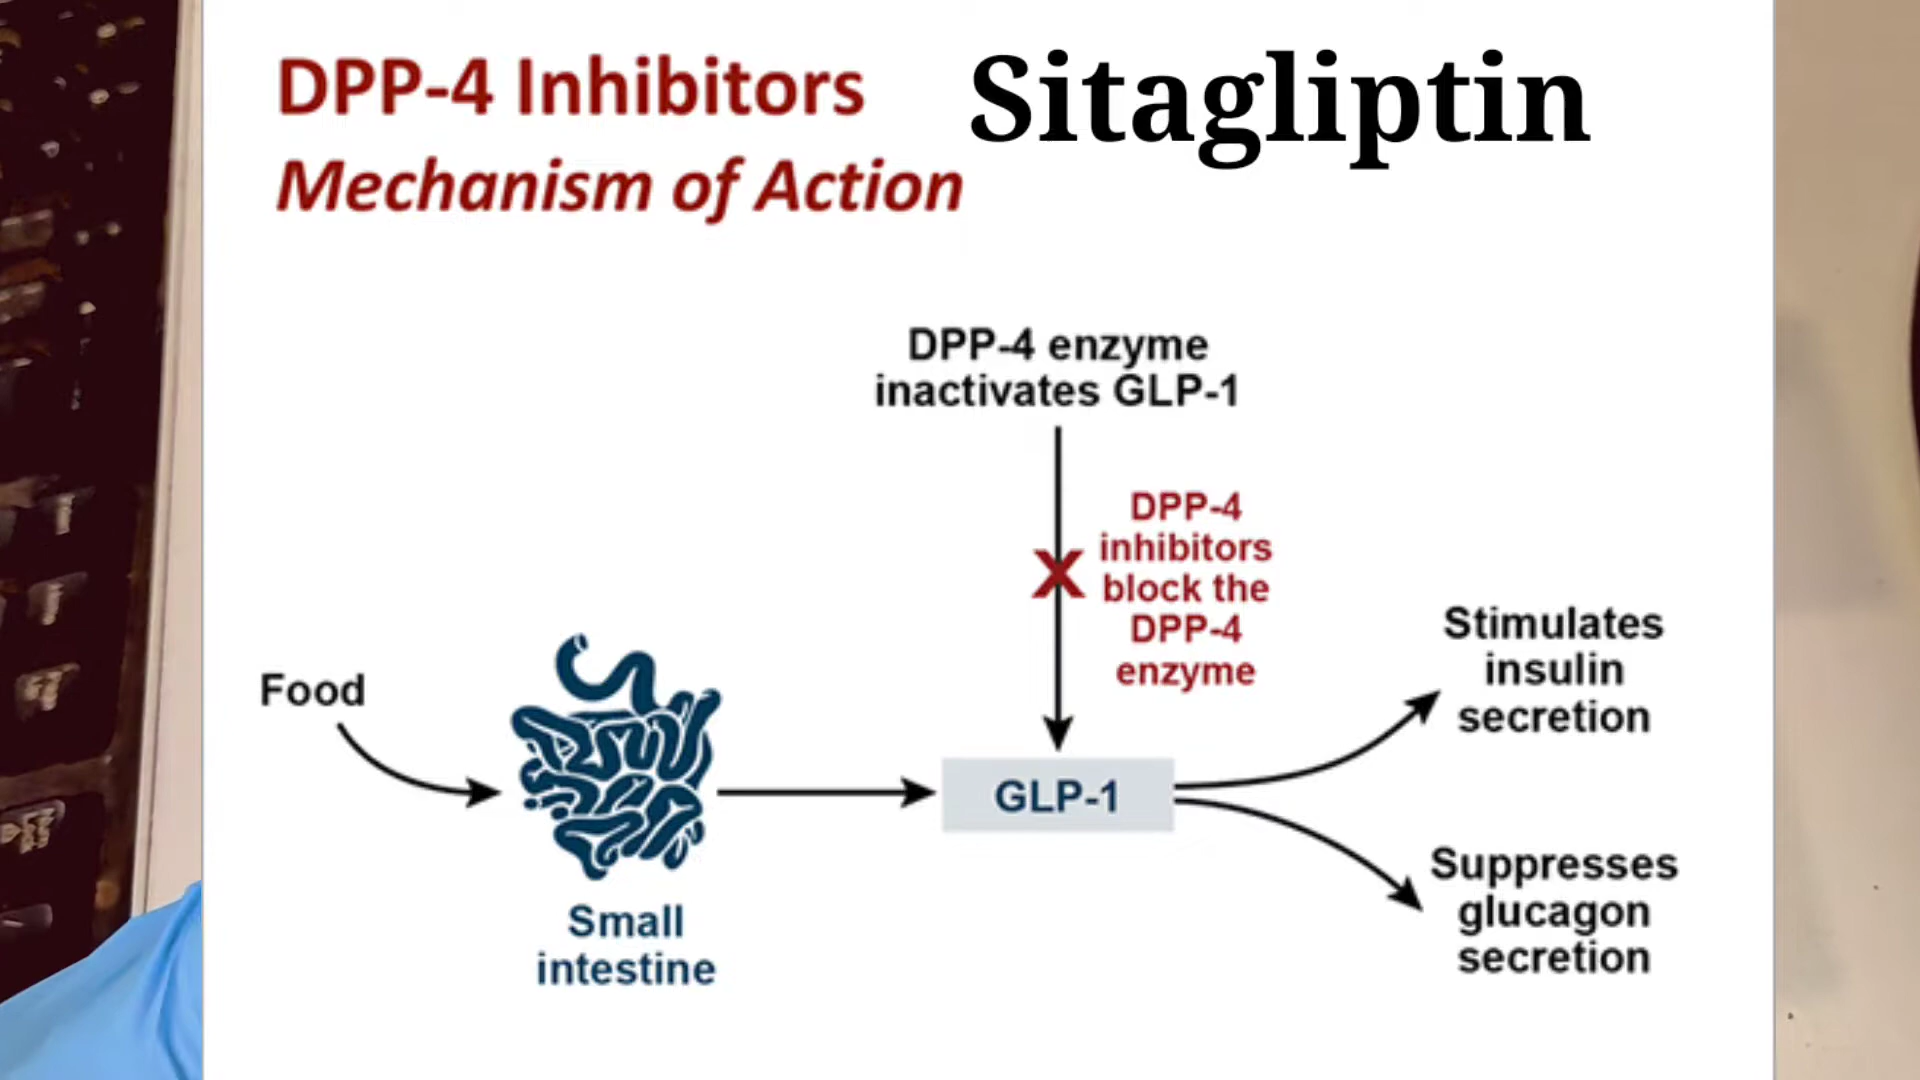 DPP-4 Inhibitors
Sitagliptin
Mechanism of Action
DPP-4 enzyme
inactivates GLP-1
DPP-4
inhibitors
block the
DPP-4
enzyme
Food
Small
intestine
GLP-1
Stimulates
insulin
secretion
Suppresses
glucagon
secretion